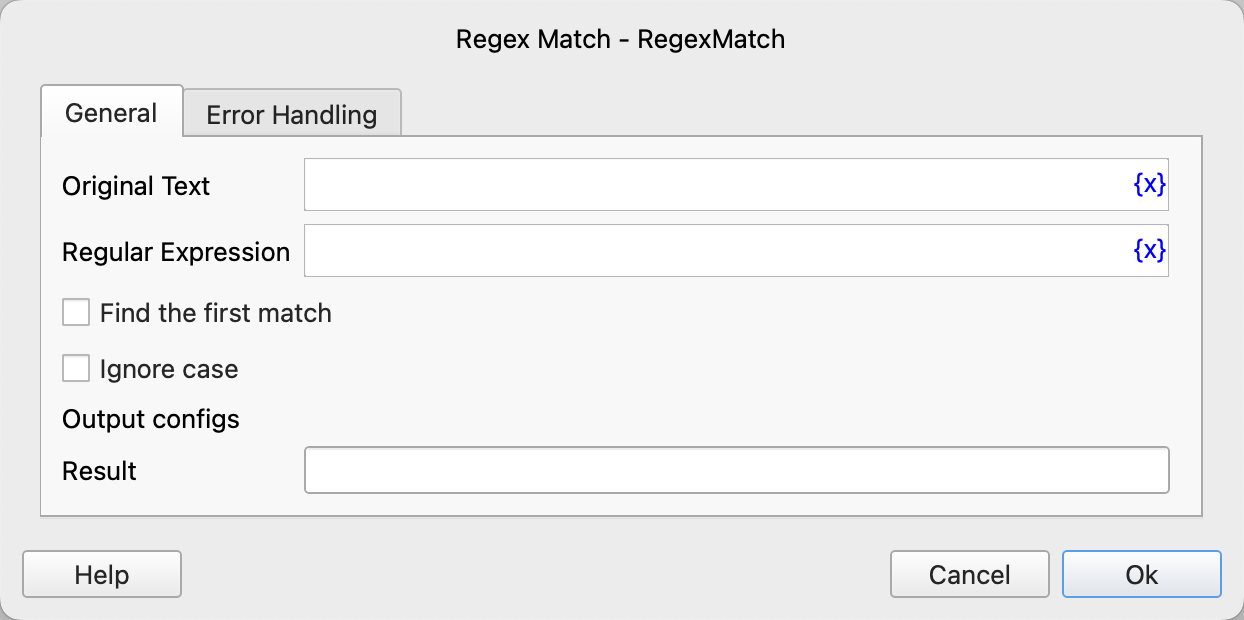 Regex Match - RegexMatch
General
Error Handling
Original Text
{x}
Regular Expression
{x}
Find the first match
Ignore case
Output configs
Result
Help
Cancel
Ok